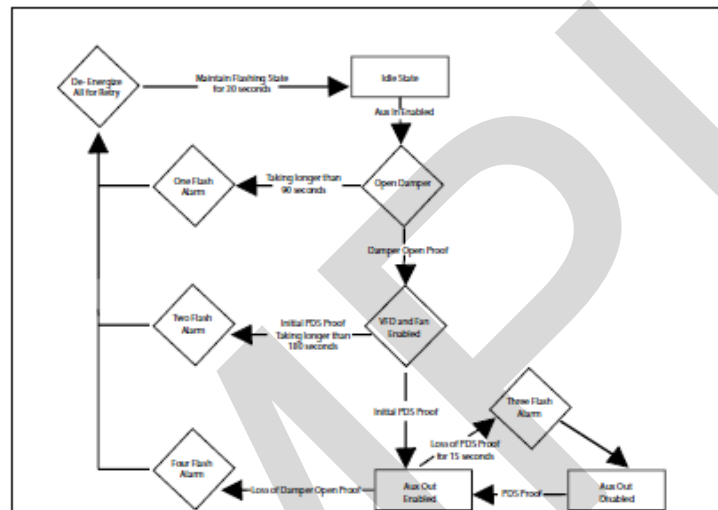 De- Energize
All for Retry
Maintain Flashing State
for 20 seconds
Idle State
Aux In Enabled
One Flash
Alarm
Taking longer than
90 seconds
Open Damper
Damper Open Proof
Two Flash
Alarm
Initial PDS Proof
Taking longer than
180 seconds
VFD and Fan
Enabled
Initial PDS Proof
Three Flash
Alarm
Loss of PDS Proof
for 15 seconds
Four Flash
Alarm
Loss of Damper Open Proof
Aux Out
Enabled
PDS Proof
Aux Out
Disabled